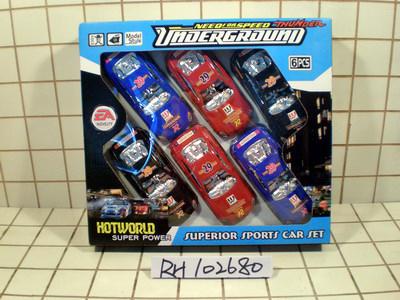 NEED FOR SPEED THUNDER
UNDERGROUND
Model Style
6PCS
EA
HOTWORLD
SUPER POWER
SUPERIOR SPORTS CAR SET
RH102680